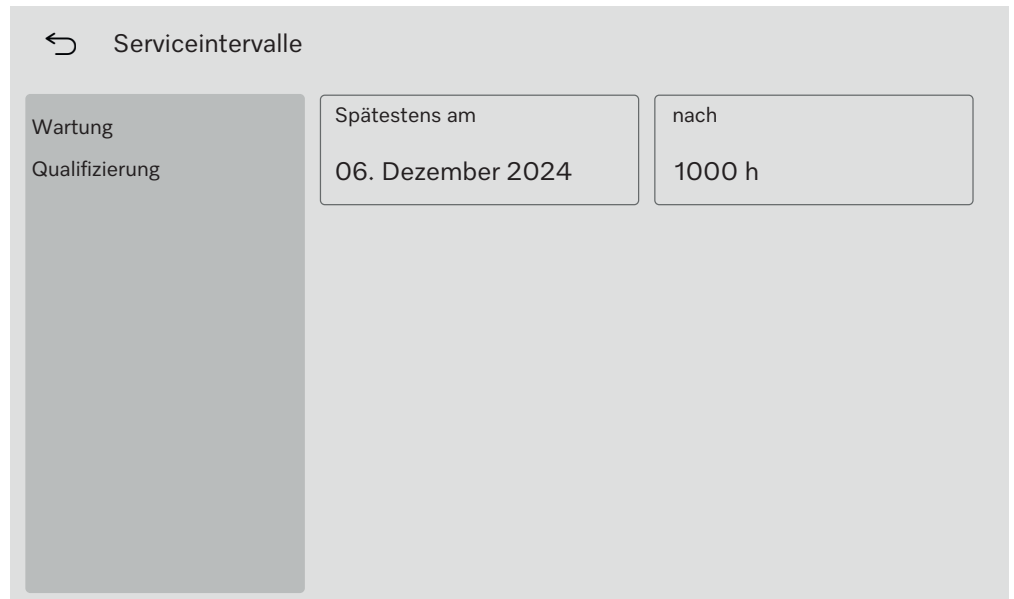 Serviceintervalle
Wartung
Qualifizierung
Spätestens am
06. Dezember 2024
nach
1000 h